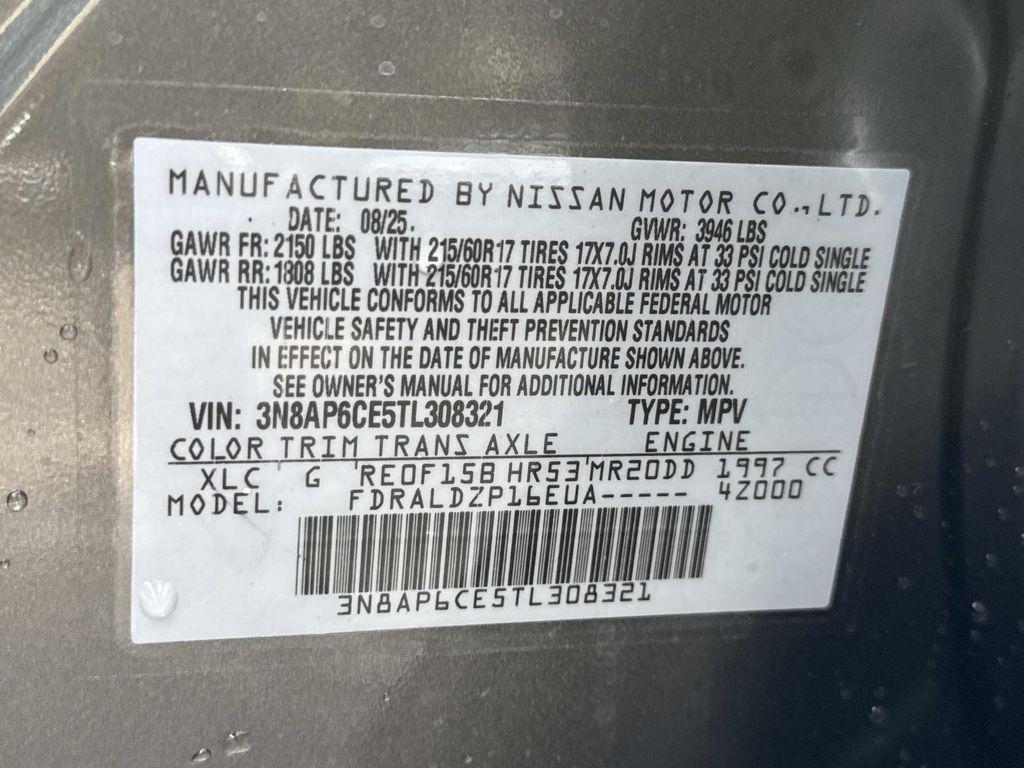 MANUFACTURED BY NISSAN MOTOR CO.,LTD.
DATE: 08/25. GVWR: 3946 LBS
GAWR FR: 2150 LBS WITH 215/60R17 TIRES 17X7.0J RIMS AT 33 PSI COLD SINGLE
GAWR RR: 1808 LBS WITH 215/60R17 TIRES 17X7.0J RIMS AT 33 PSI COLD SINGLE
THIS VEHICLE CONFORMS TO ALL APPLICABLE FEDERAL MOTOR
VEHICLE SAFETY AND THEFT PREVENTION STANDARDS
IN EFFECT ON THE DATE OF MANUFACTURE SHOWN ABOVE.
SEE OWNER'S MANUAL FOR ADDITIONAL INFORMATION.
VIN: 3N8AP6CE5TL308321 TYPE: MPV
COLOR TRIM TRANS AXLE ENGINE
XLC G RE0F15B HR53 MR20DD 1997 CC
MODEL: FDRALDZP16EUA----- 4Z000
3N8AP6CE5TL308321